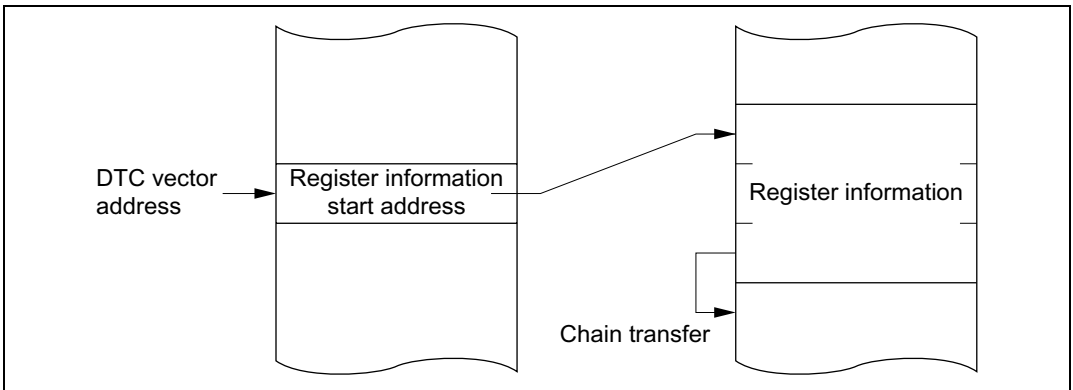 DTC vector
address
Register information
start address
Register information
Chain transfer